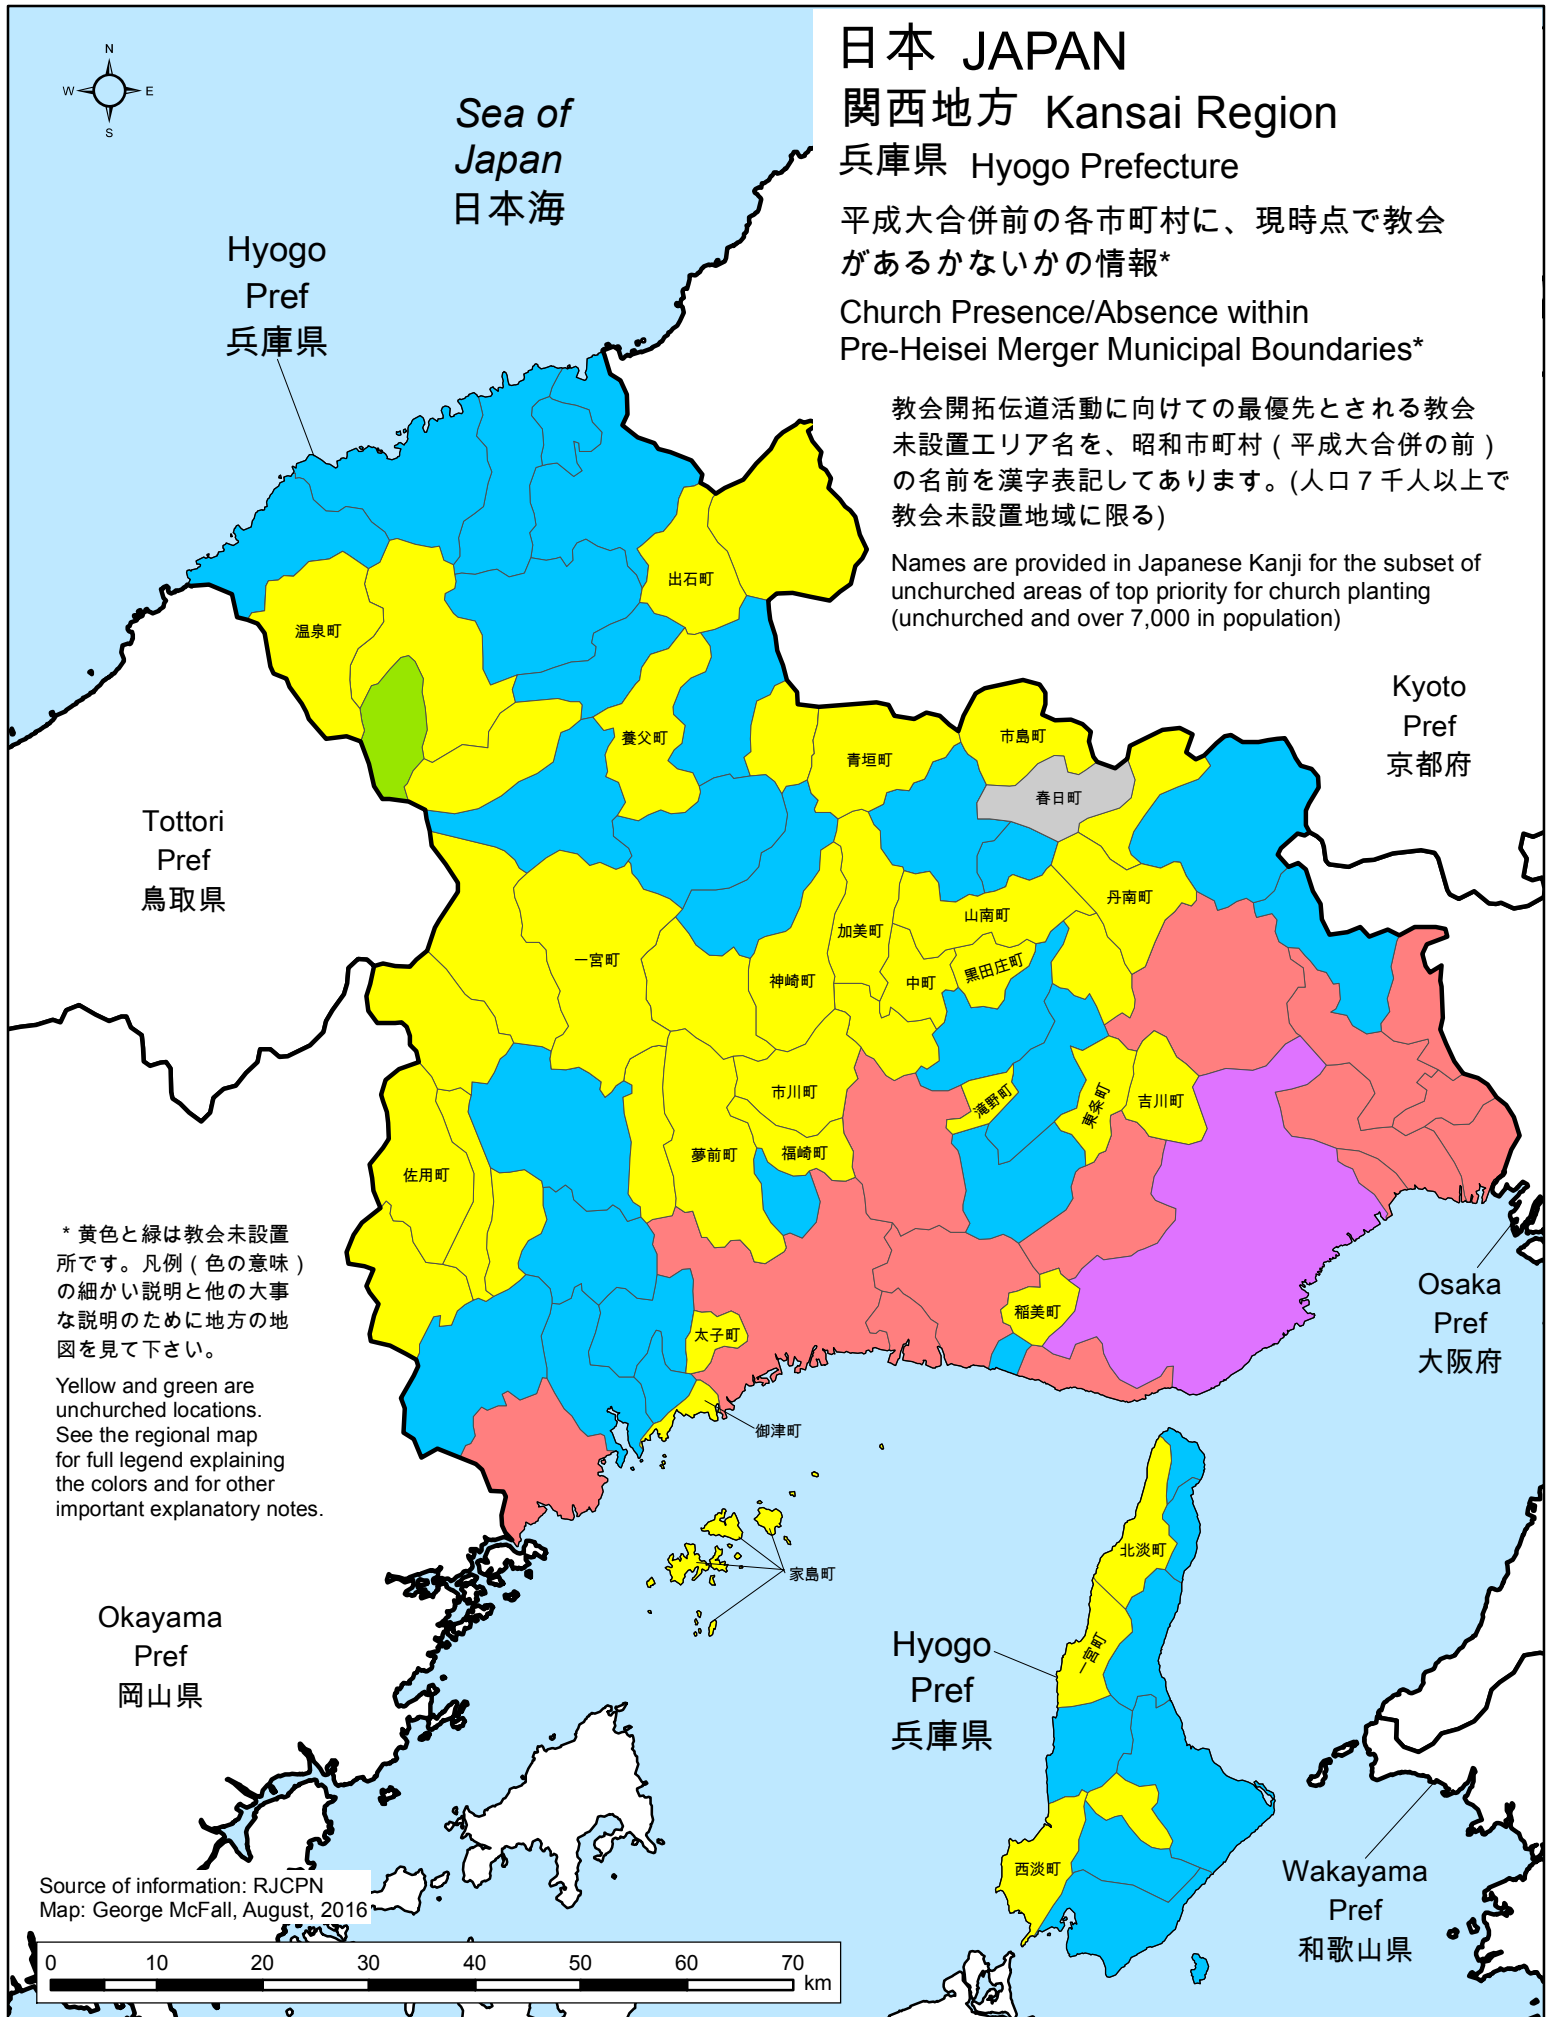 日本 JAPAN
関西地方 Kansai Region
兵庫県 Hyogo Prefecture
平成大合併前の各市町村に、現時点で教会
があるかないかの情報*
Church Presence/Absence within
Pre-Heisei Merger Municipal Boundaries*
教会開拓伝道活動に向けての最優先とされる教会
未設置エリア名を、昭和市町村（平成大合併の前）
の名前を漢字表記してあります。(人口７千人以上で
教会未設置地域に限る)
Names are provided in Japanese Kanji for the subset of
unchurched areas of top priority for church planting
(unchurched and over 7,000 in population)
N
W
E
S
Sea of
Japan
日本海
Hyogo
Pref
兵庫県
Kyoto
Pref
京都府
Tottori
Pref
鳥取県
出石町
温泉町
養父町
青垣町
市島町
春日町
丹南町
山南町
加美町
一宮町
神崎町
中町
黒田庄町
市川町
滝野町
東条町
吉川町
佐用町
夢前町
福崎町
稲美町
太子町
御津町
家島町
北淡町
一宮町
西淡町
* 黄色と緑は教会未設置
所です。凡例（色の意味）
の細かい説明と他の大事
な説明のために地方の地
図を見て下さい。
Yellow and green are
unchurched locations.
See the regional map
for full legend explaining
the colors and for other
important explanatory notes.
Osaka
Pref
大阪府
Okayama
Pref
岡山県
Hyogo
Pref
兵庫県
Wakayama
Pref
和歌山県
Source of information: RJCPN
Map: George McFall, August, 2016
0 10 20 30 40 50 60 70
km